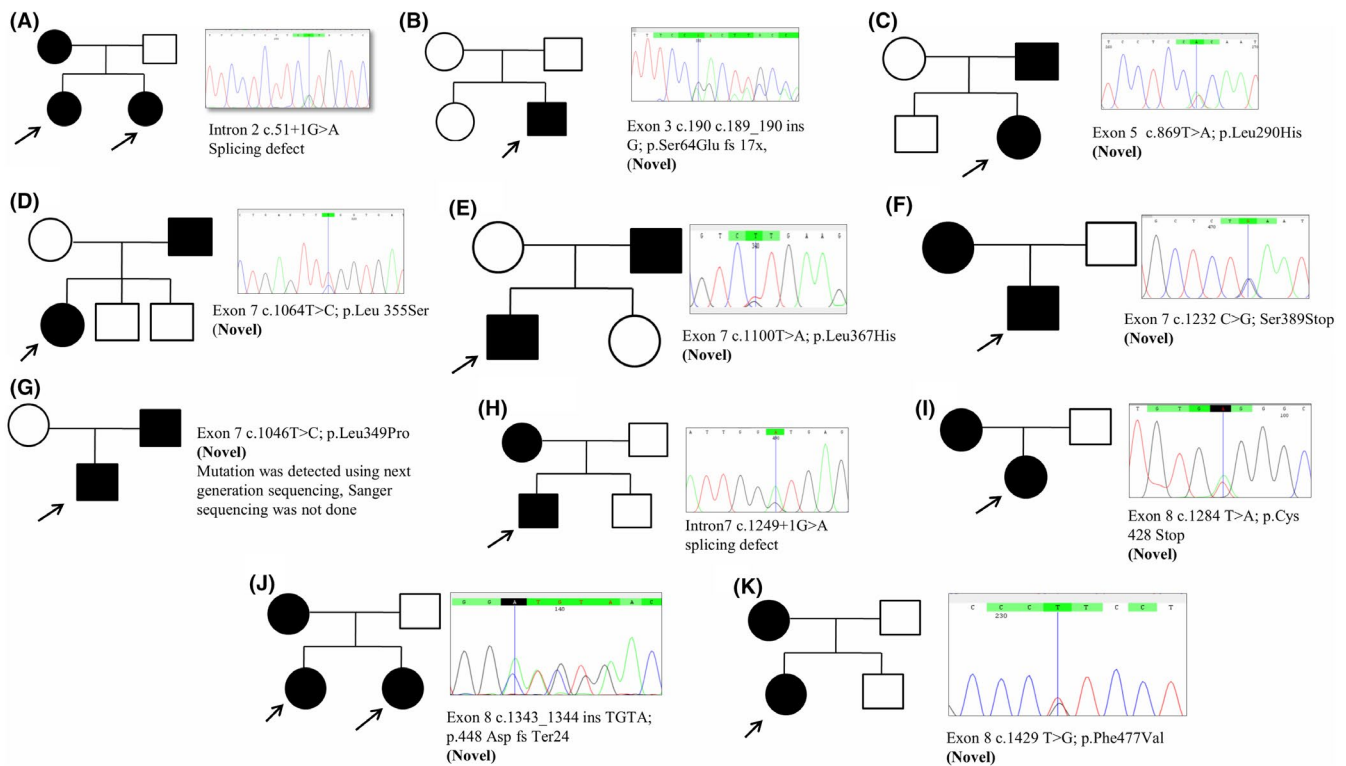 (A)
Intron 2 c.51+1G>A
Splicing defect
(B)
Exon 3 c.190 c.189_190 ins
G; p.Ser64Glu fs 17x,
(Novel)
(C)
Exon 5 c.869T>A; p.Leu290His
(Novel)
(D)
Exon 7 c.1064T>C; p.Leu 355Ser
(Novel)
(E)
G T C T T G A A G
Exon 7 c.1100T>A; p.Leu367His
(Novel)
(F)
470
Exon 7 c.1232 C>G; Ser389Stop
(Novel)
(G)
Exon 7 c.1046T>C; p.Leu349Pro
(Novel)
Mutation was detected using next
generation sequencing, Sanger
sequencing was not done
(H)
Intron7 c.1249+1G>A
splicing defect
(I)
100
Exon 8 c.1284 T>A; p.Cys
428 Stop
(Novel)
(J)
G G A T G T A A C
140
Exon 8 c.1343_1344 ins TGTA;
p.448 Asp fs Ter24
(Novel)
(K)
C C C T T C C T
230
Exon 8 c.1429 T>G; p.Phe477Val
(Novel)